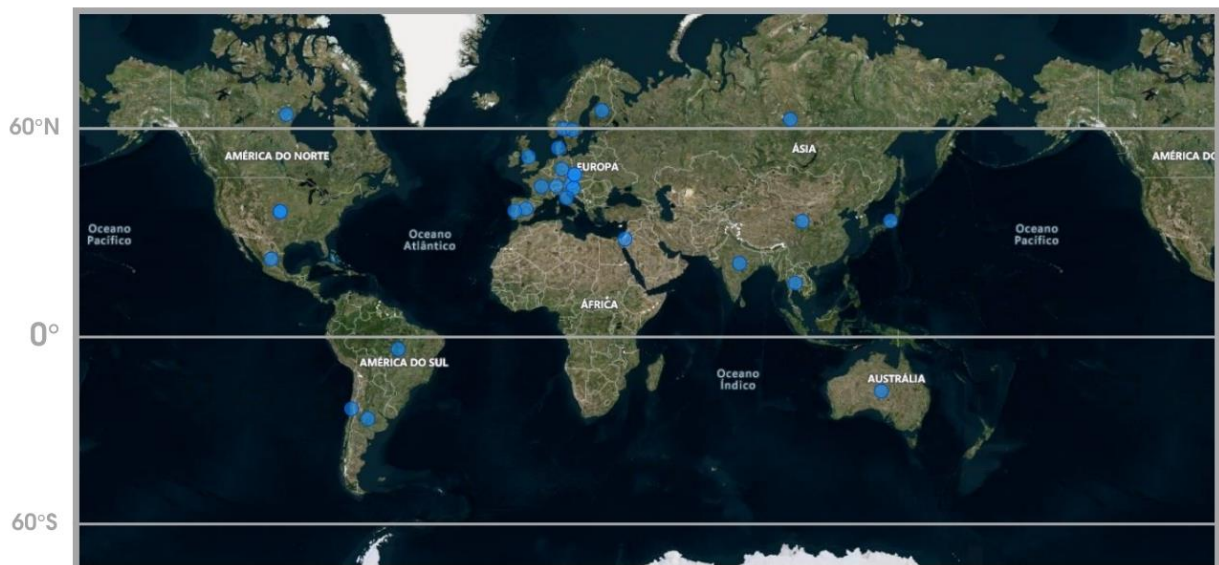 60°N
AMÉRICA DO NORTE
EUROPA
ÁSIA
AMÉRICA DO
Oceano
Pacífico
Oceano
Atlântico
Oceano
Pacífico
ÁFRICA
0°
AMÉRICA DO SUL
Oceano
Índico
AUSTRÁLIA
60°S